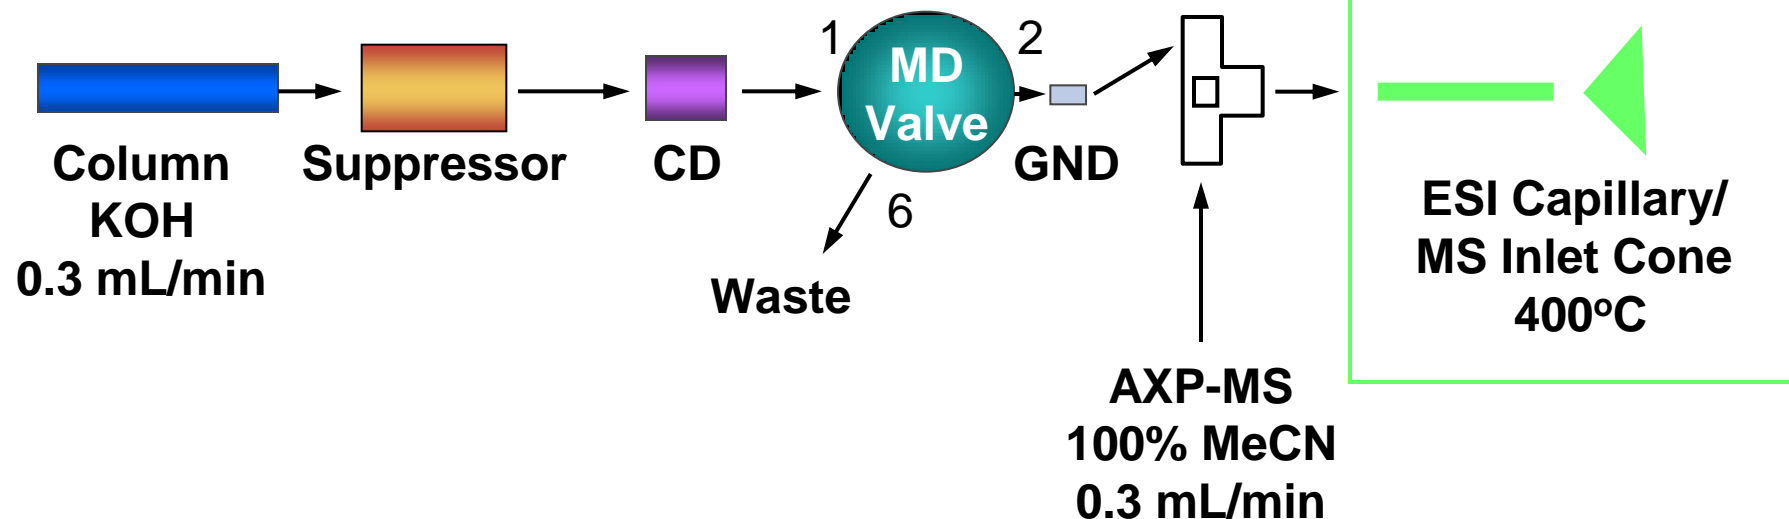 Column
KOH
0.3 mL/min
Suppressor
CD
1
MD
Valve
2
6
Waste
GND
AXP-MS
100% MeCN
0.3 mL/min
ESI Capillary/
MS Inlet Cone
400ºC